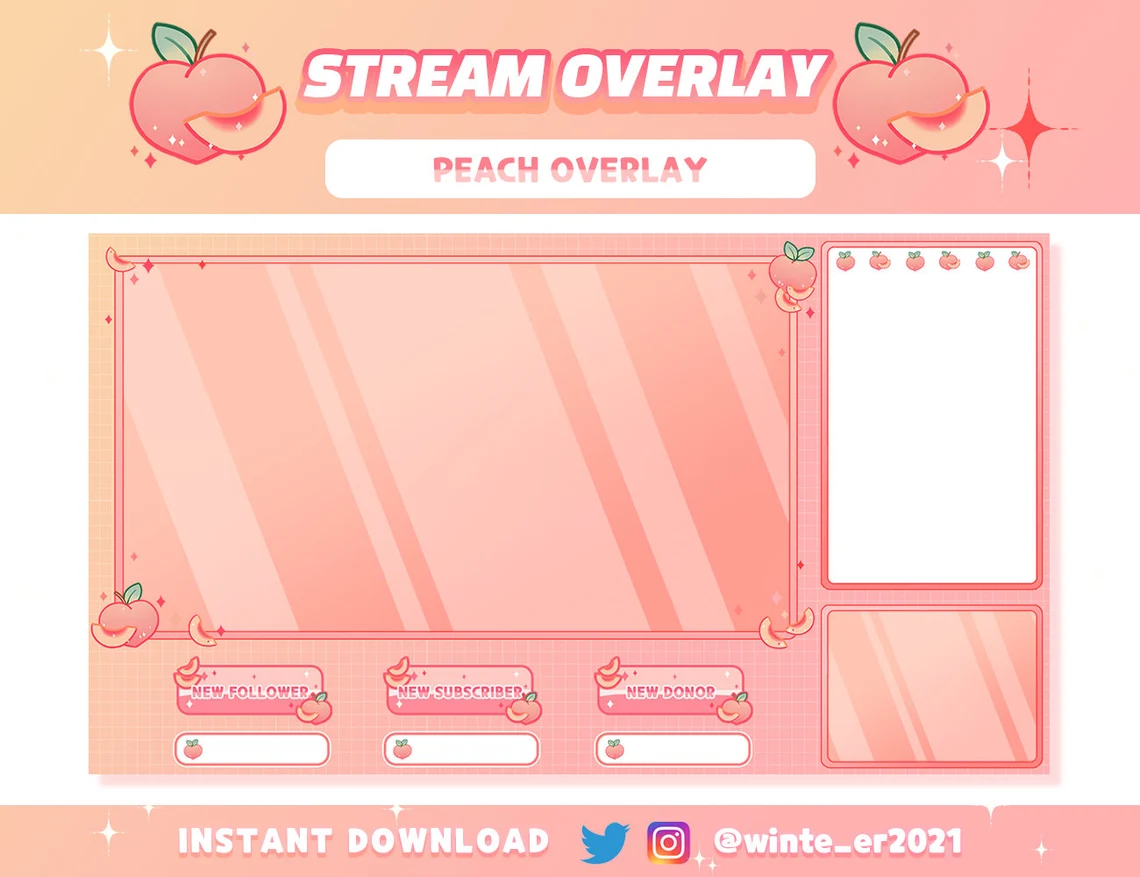 STREAM OVERLAY
PEACH OVERLAY
NEW FOLLOWER
NEW SUBSCRIBER
NEW DONOR
INSTANT DOWNLOAD @winte_er2021